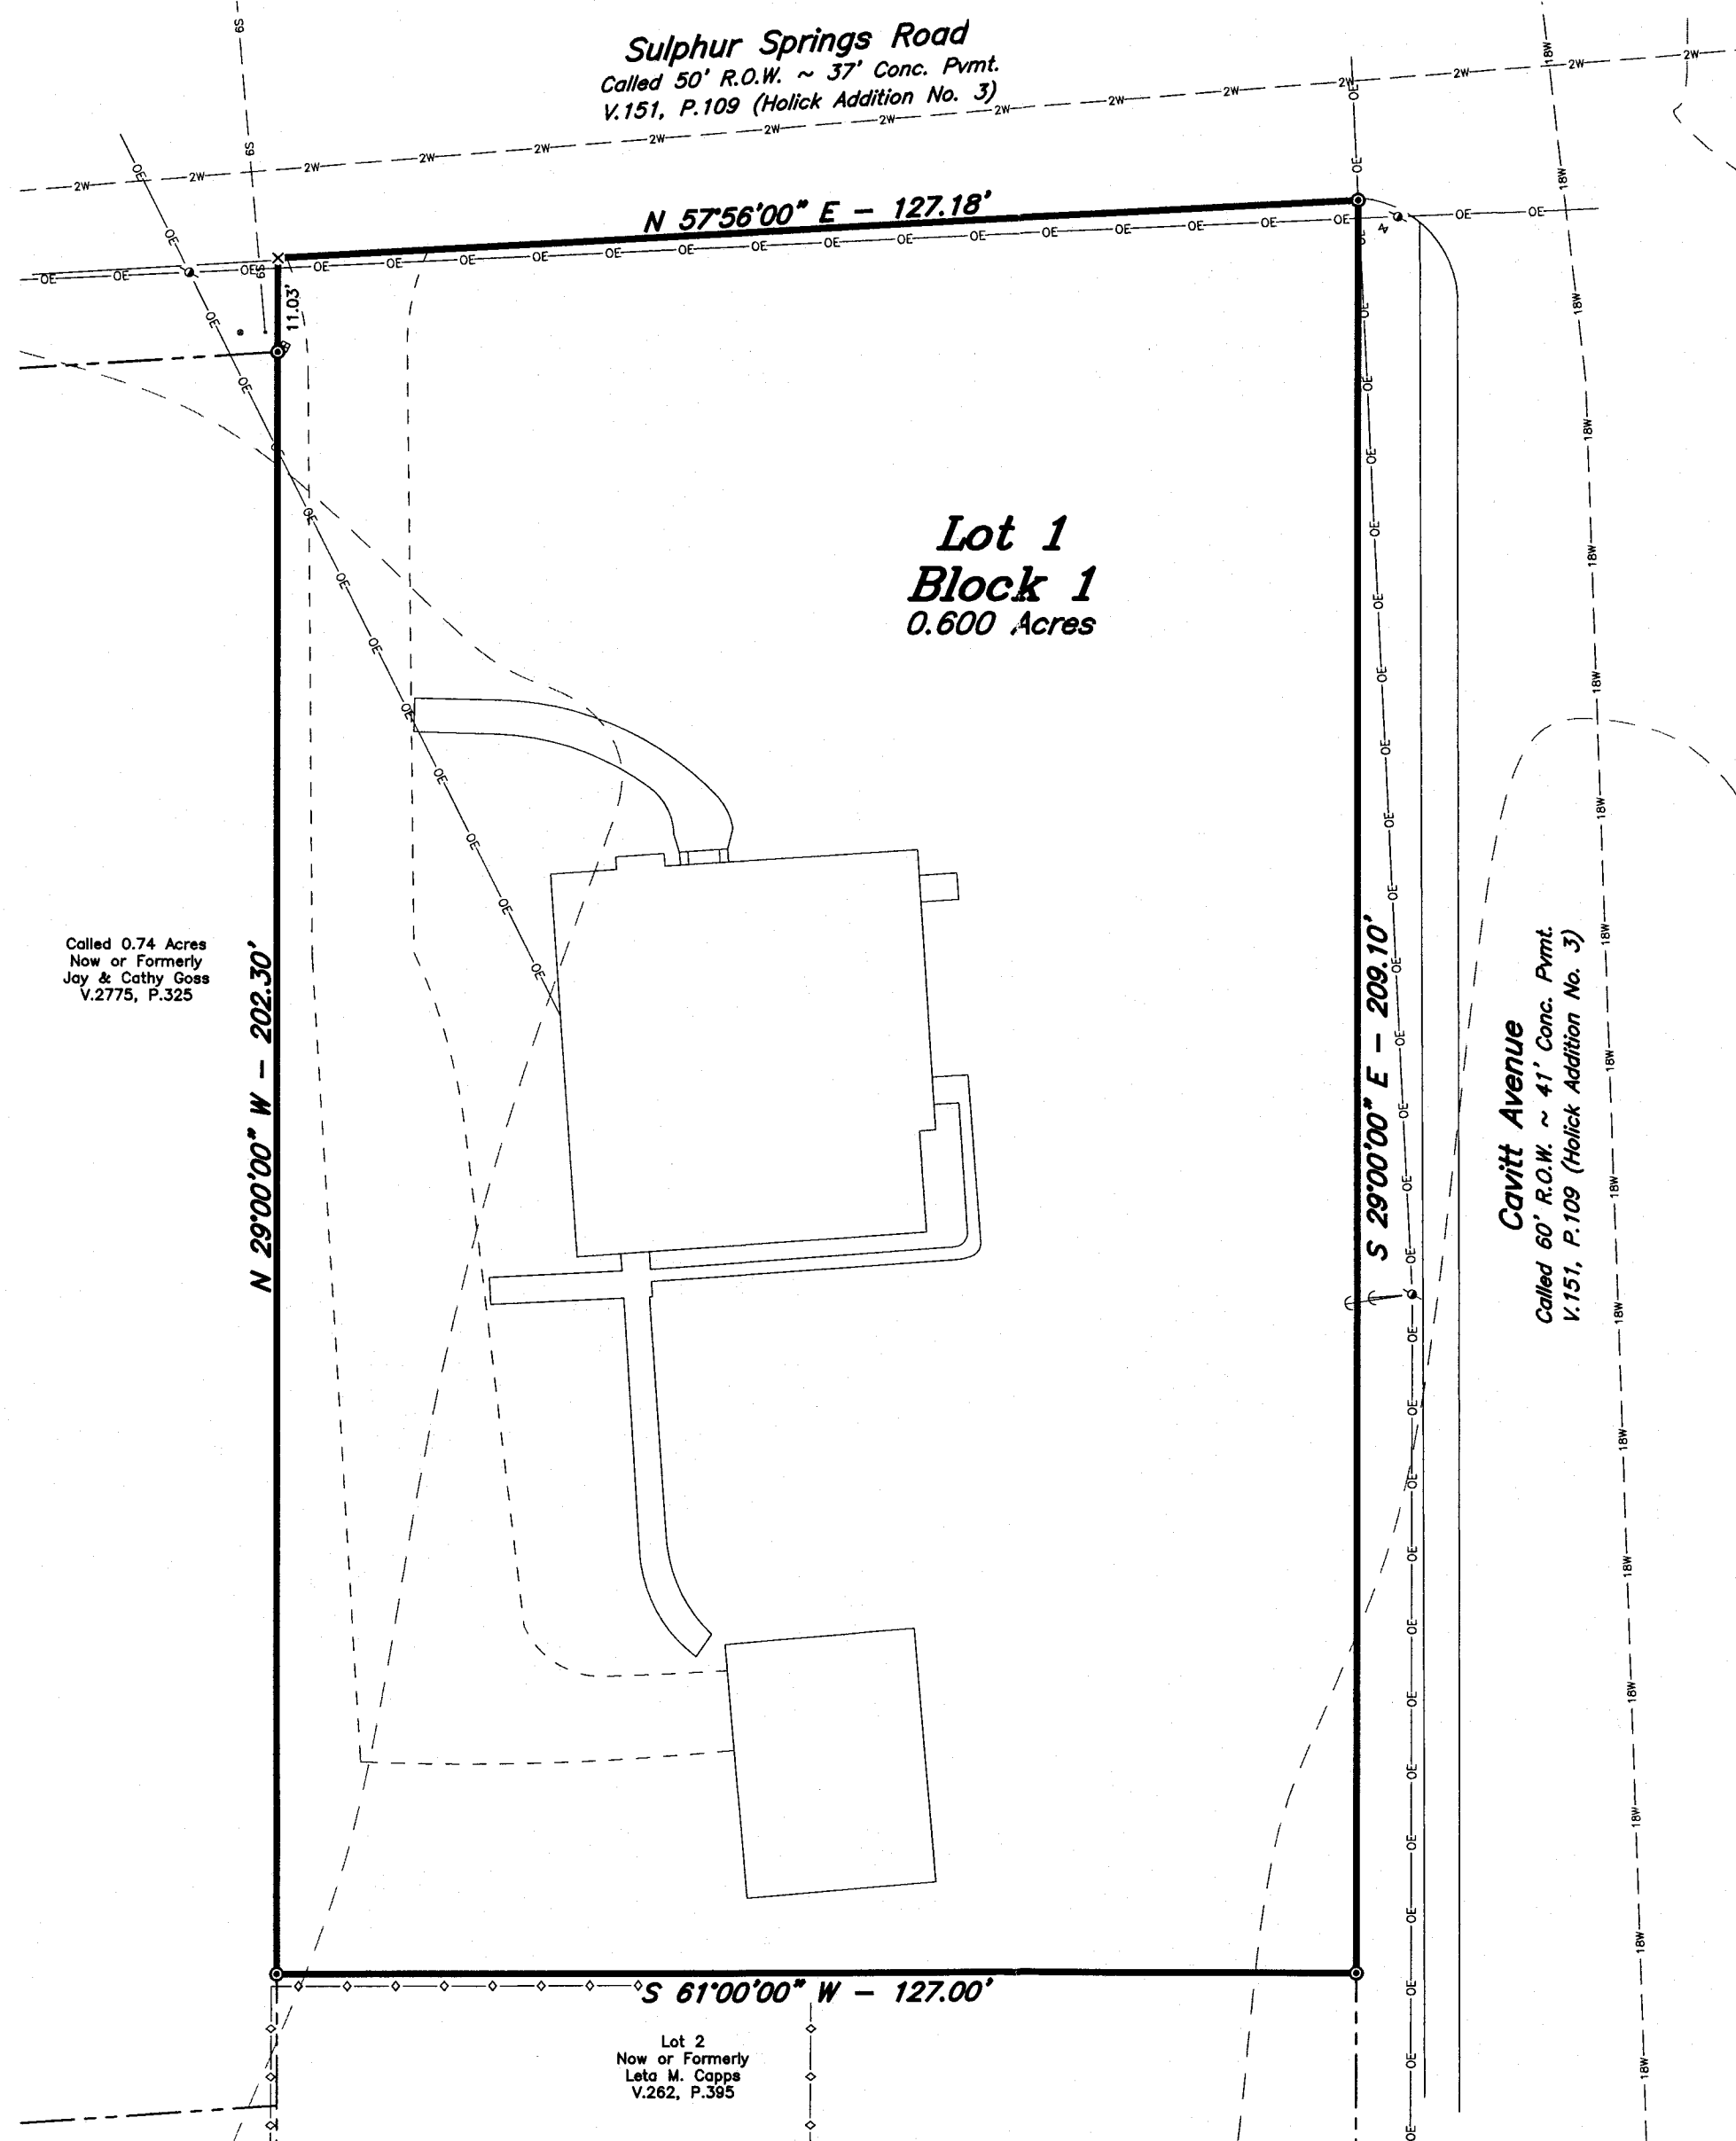 Sulphur Springs Road
Called 50' R.O.W. ~ 37' Conc. Pvmt.
V.151, P.109 (Holick Addition No. 3)
N 57°56'00" E – 127.18'
11.03'
Lot 1
Block 1
0.600 Acres
Called 0.74 Acres
Now or Formerly
Jay & Cathy Goss
V.2775, P.325
N 29°00'00" W – 202.30'
S 29°00'00" E – 209.10'
Cavitt Avenue
Called 60' R.O.W. ~ 41' Conc. Pvmt.
V.151, P.109 (Holick Addition No. 3)
S 61°00'00" W – 127.00'
Lot 2
Now or Formerly
Leta M. Capps
V.262, P.395
6S
2W
OE
18W